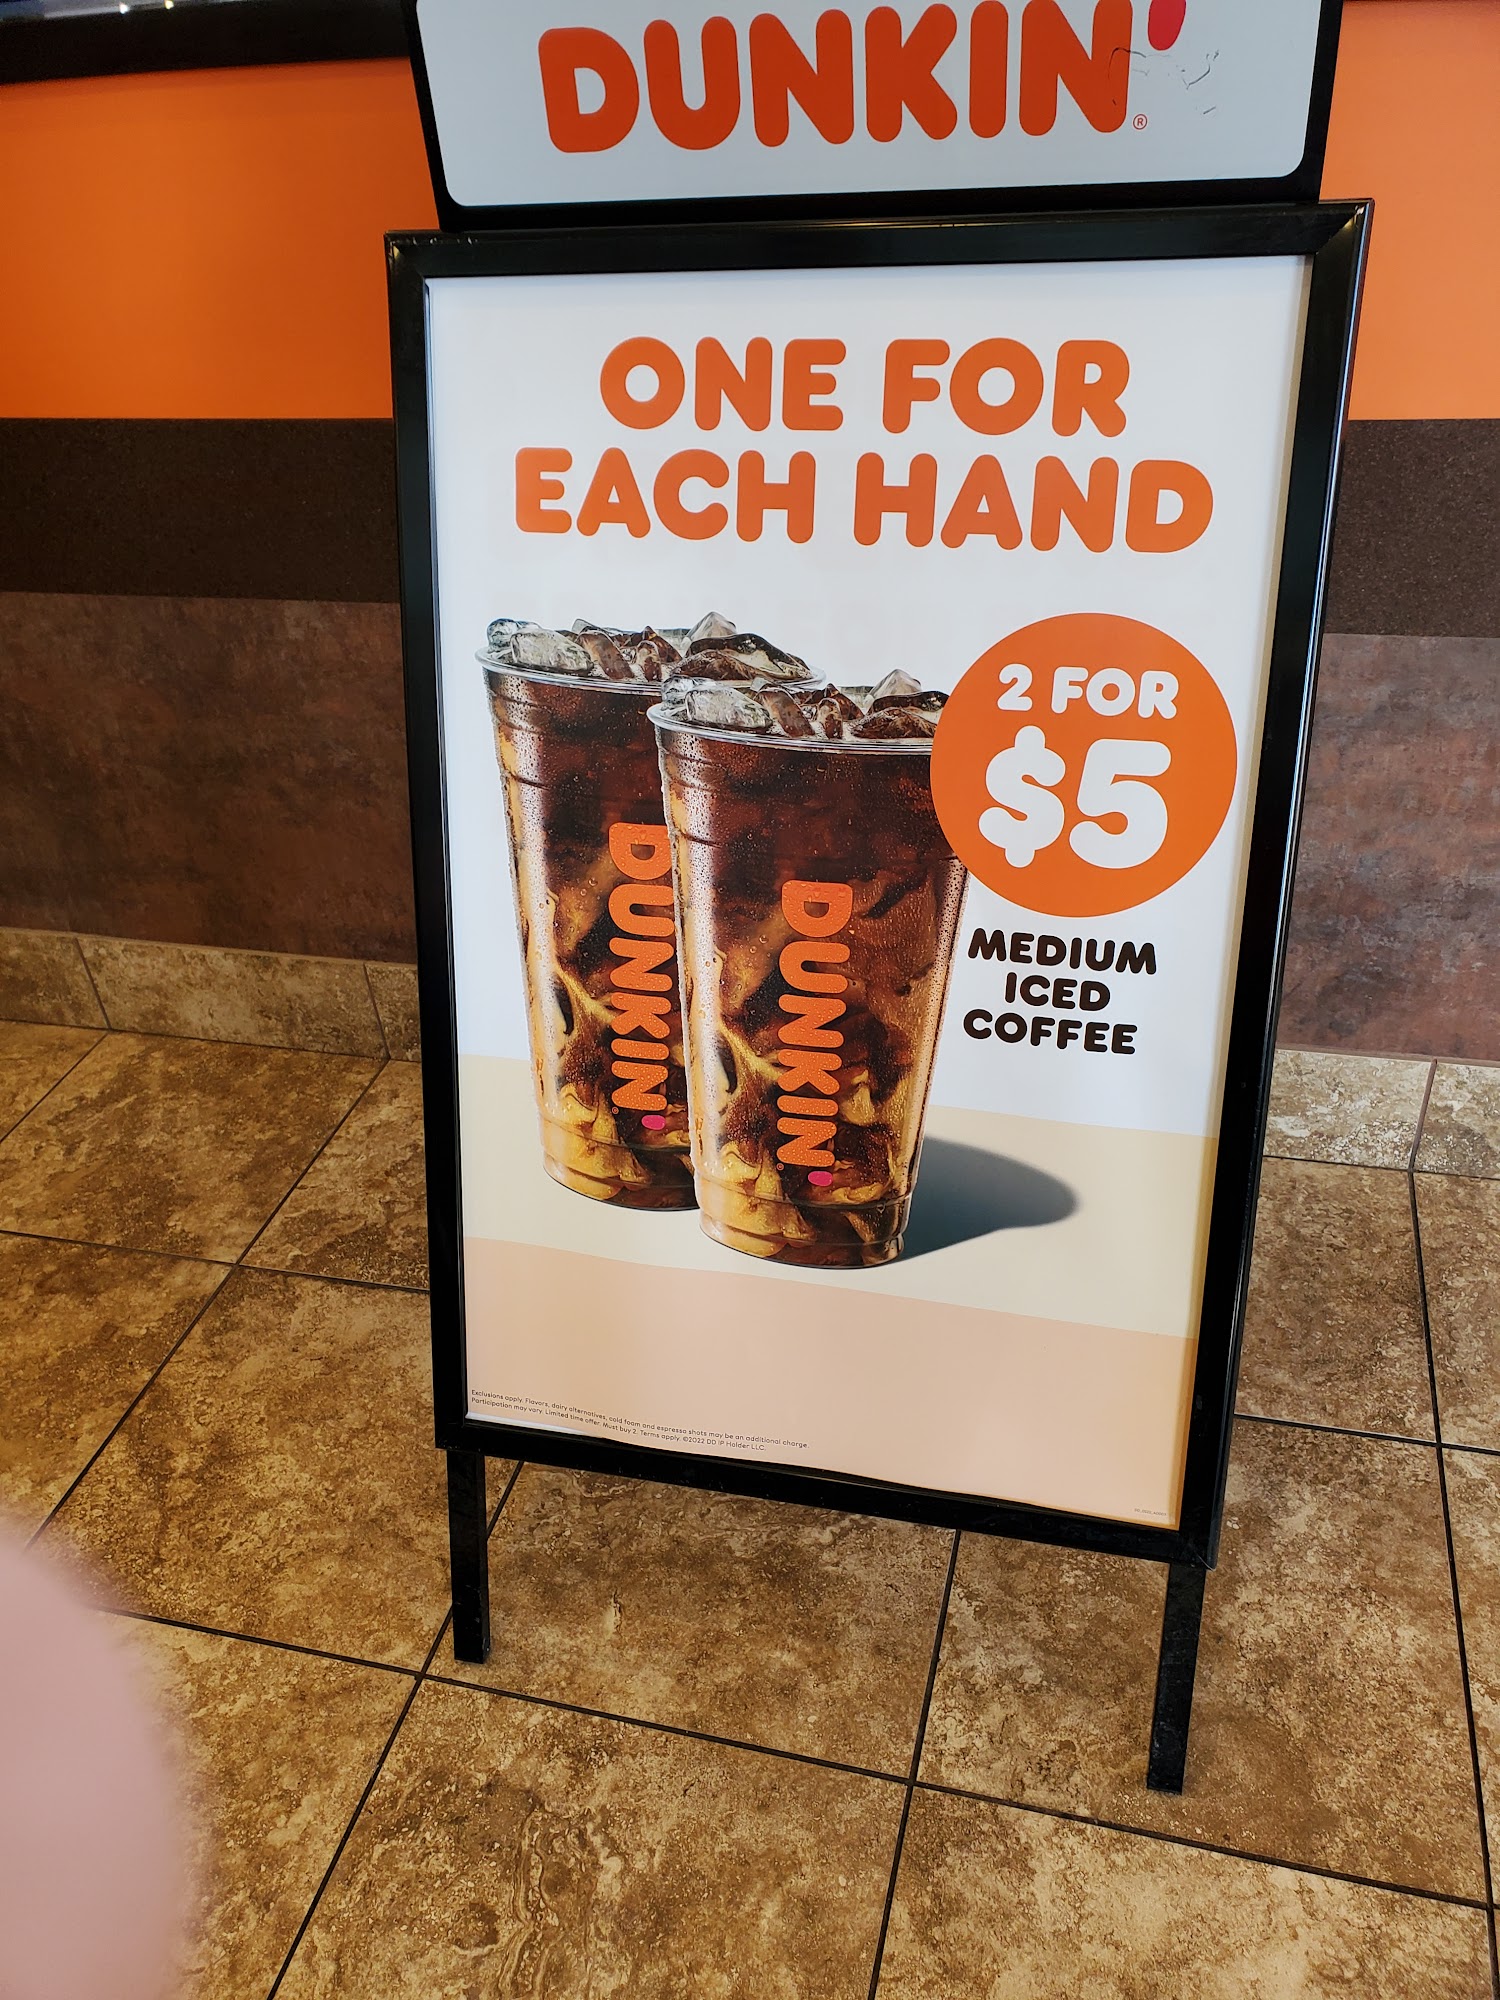 DUNKIN'®
ONE FOR
EACH HAND
2 FOR
$5
MEDIUM
ICED
COFFEE
DUNKIN'
DUNKIN'
Exclusions apply. Flavors, dairy alternatives, cold foam and espresso shots may be an additional charge.
Participation may vary. Limited time offer. Must buy 2. Terms apply. ©2022 DD IP Holder LLC.